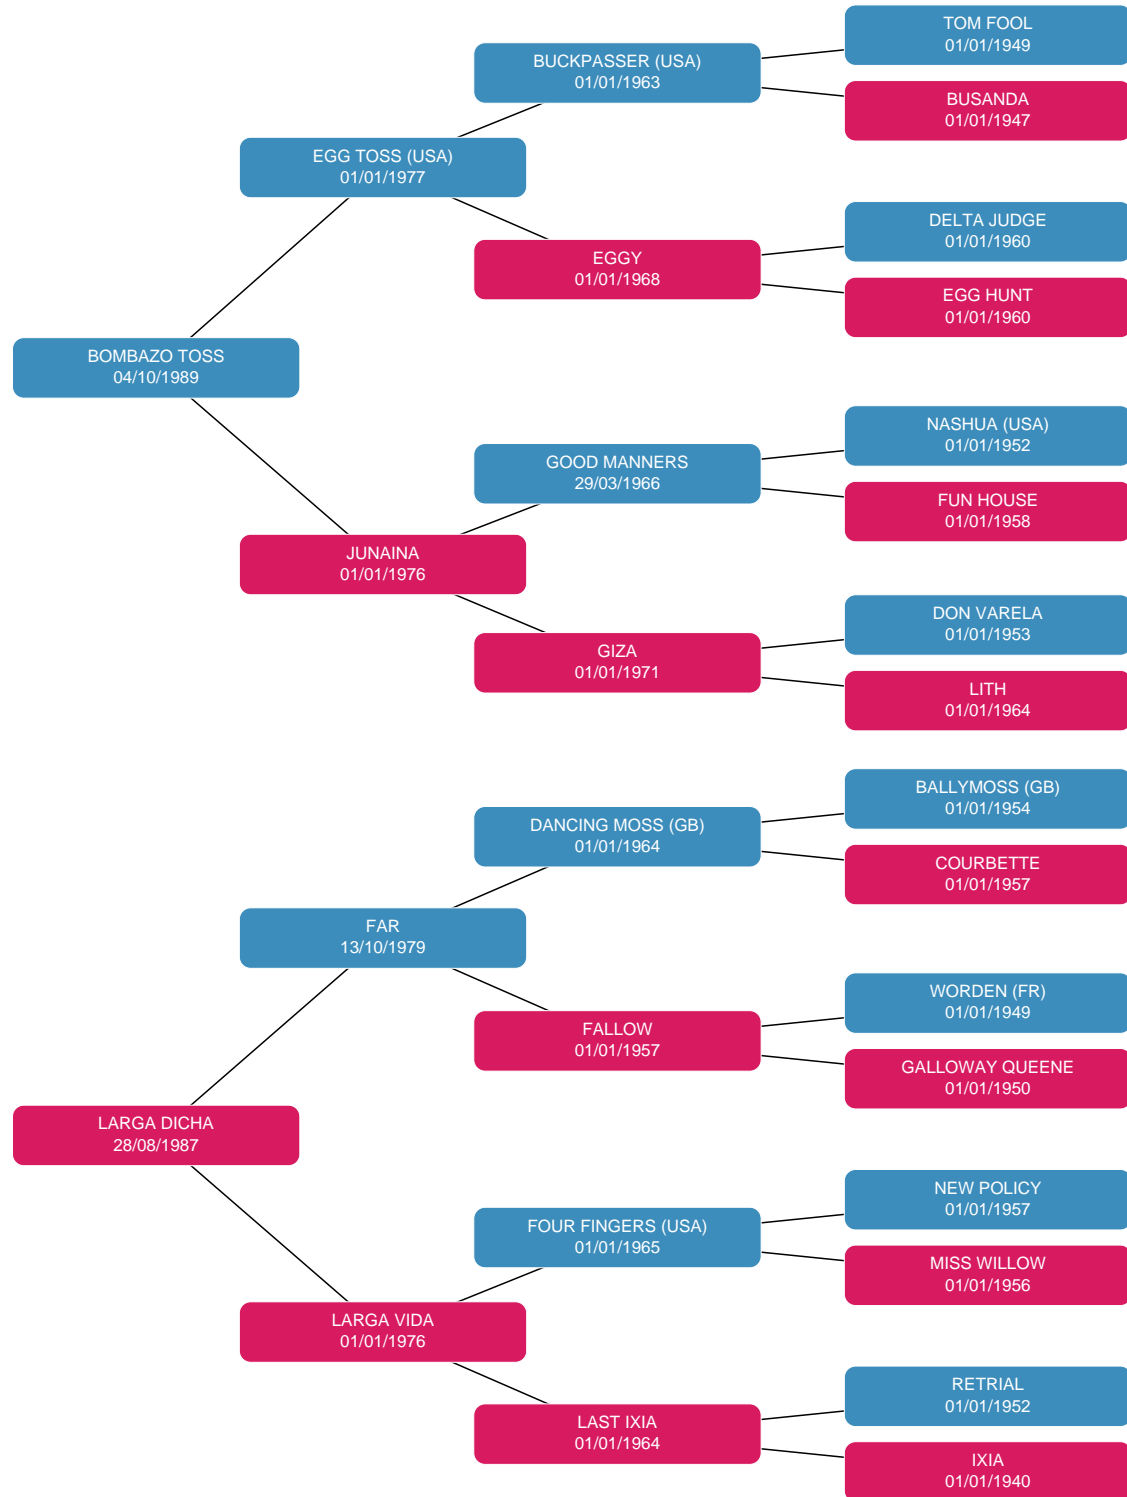 TOM FOOL
01/01/1949
BUCKPASSER (USA)
01/01/1963
BUSANDA
01/01/1947
EGG TOSS (USA)
01/01/1977
DELTA JUDGE
01/01/1960
EGGY
01/01/1968
EGG HUNT
01/01/1960
BOMBAZO TOSS
04/10/1989
NASHUA (USA)
01/01/1952
GOOD MANNERS
29/03/1966
FUN HOUSE
01/01/1958
JUNAINA
01/01/1976
DON VARELA
01/01/1953
GIZA
01/01/1971
LITH
01/01/1964
BALLYMOSS (GB)
01/01/1954
DANCING MOSS (GB)
01/01/1964
COURBETTE
01/01/1957
FAR
13/10/1979
WORDEN (FR)
01/01/1949
FALLOW
01/01/1957
GALLOWAY QUEENE
01/01/1950
LARGA DICHA
28/08/1987
NEW POLICY
01/01/1957
FOUR FINGERS (USA)
01/01/1965
MISS WILLOW
01/01/1956
LARGA VIDA
01/01/1976
RETRIAL
01/01/1952
LAST IXIA
01/01/1964
IXIA
01/01/1940